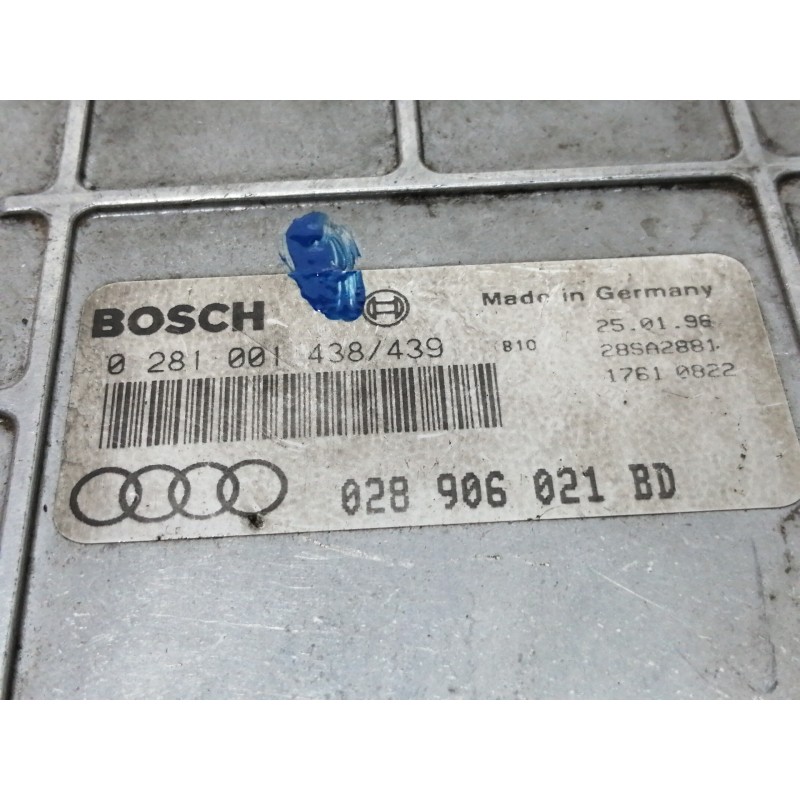 BOSCH
Made in Germany
0 281 001 438/439
B10
25.01.96
28SA2881
1761 0822
028 906 021 BD